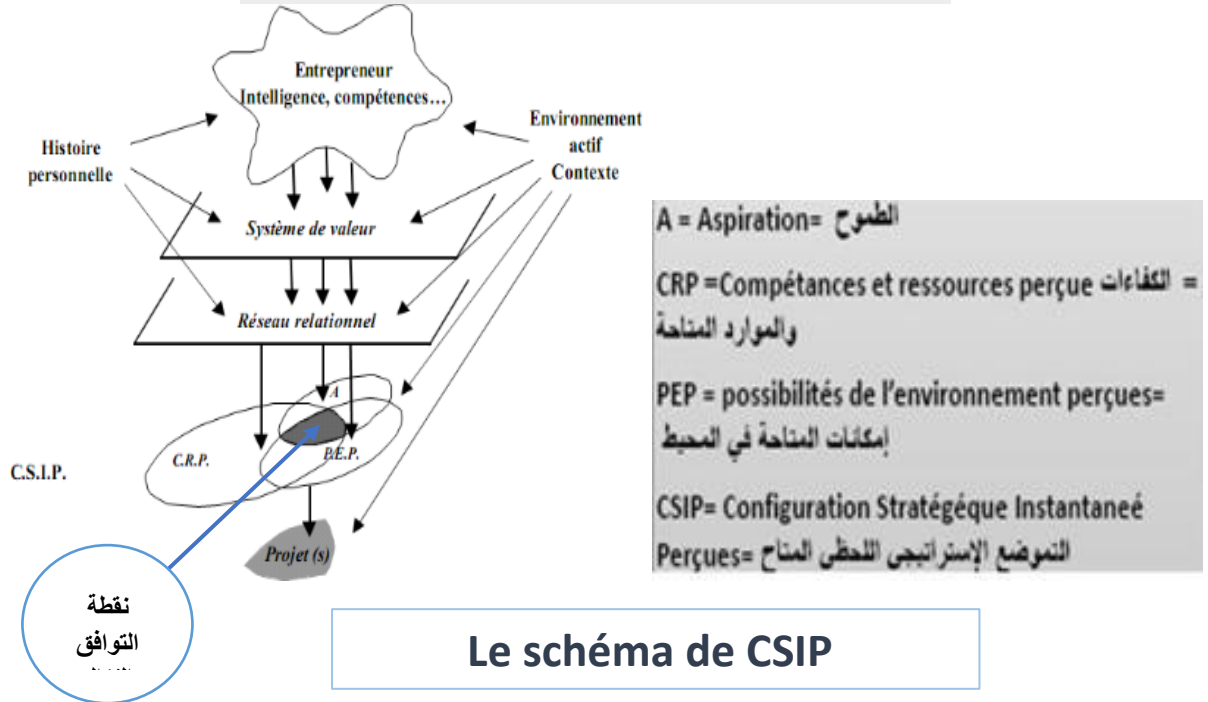 Entrepreneur
Intelligence, compétences…
Histoire
personnelle
Environnement
actif
Contexte
Système de valeur
Réseau relationnel
A
C.R.P.
P.E.P.
C.S.I.P.
Projet (s)
نقطة
التوافق
A = Aspiration= الطموح
CRP =Compétances et ressources perçue الكفاءات =
والموارد المتاحة
PEP = possibilités de l'environnement perçues=
إمكانات المتاحة في المحيط
CSIP= Configuration Stratégéque Instantaneé
Perçues= التموضع الإستراتيجي اللحظي المتاح
Le schéma de CSIP